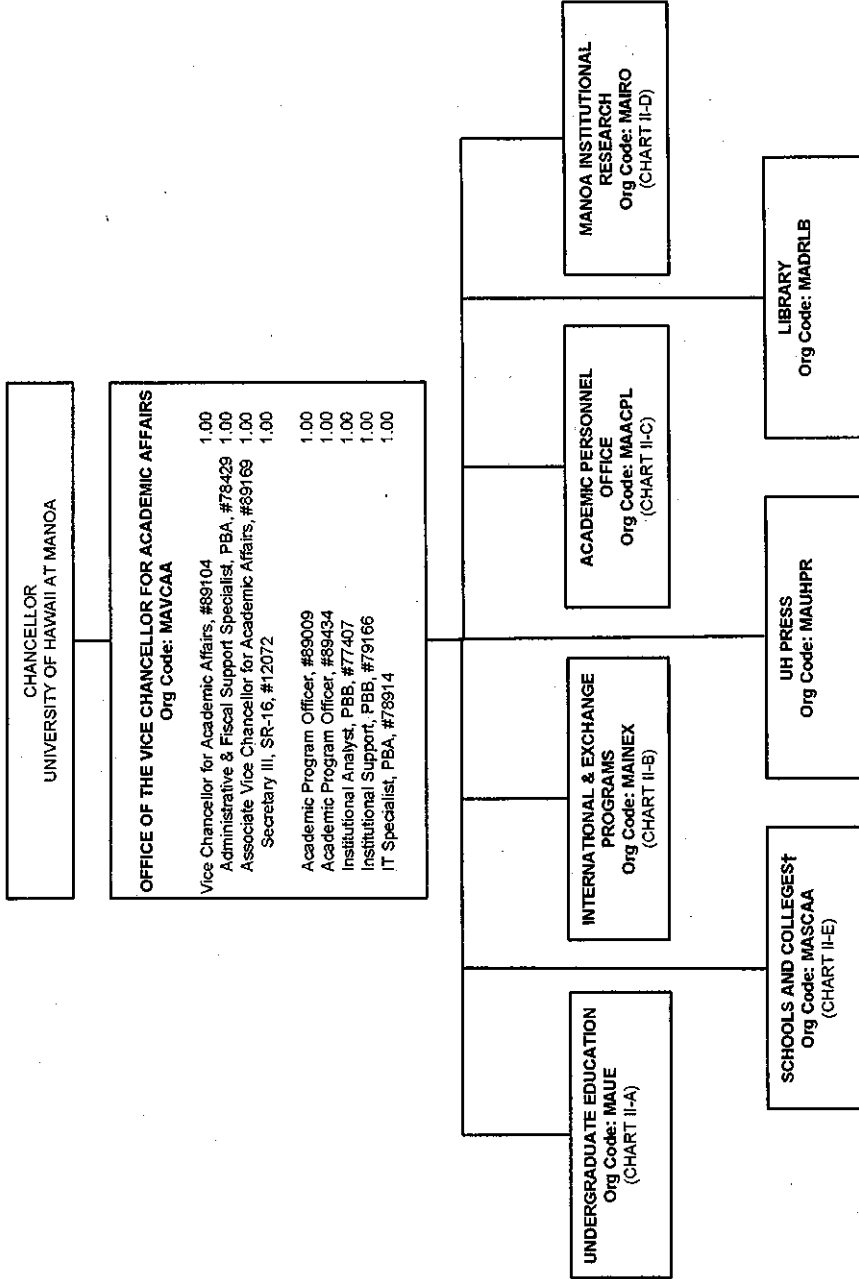 CHANCELLOR
UNIVERSITY OF HAWAII AT MANOA
OFFICE OF THE VICE CHANCELLOR FOR ACADEMIC AFFAIRS
Org Code: MAVCAA
Vice Chancellor for Academic Affairs, #89104 1.00
Administrative & Fiscal Support Specialist, PBA, #78429 1.00
Associate Vice Chancellor for Academic Affairs, #89169 1.00
Secretary III, SR-16, #12072 1.00
Academic Program Officer, #89009 1.00
Academic Program Officer, #89434 1.00
Institutional Analyst, PBB, #77407 1.00
Institutional Support, PBB, #79166 1.00
IT Specialist, PBA, #78914 1.00
UNDERGRADUATE EDUCATION
Org Code: MAUE
(CHART II-A)
INTERNATIONAL & EXCHANGE
PROGRAMS
Org Code: MAINEX
(CHART II-B)
ACADEMIC PERSONNEL
OFFICE
Org Code: MAACPL
(CHART II-C)
MANOA INSTITUTIONAL
RESEARCH
Org Code: MAIRO
(CHART II-D)
SCHOOLS AND COLLEGES†
Org Code: MASCAA
(CHART II-E)
UH PRESS
Org Code: MAUHPR
LIBRARY
Org Code: MADRLB